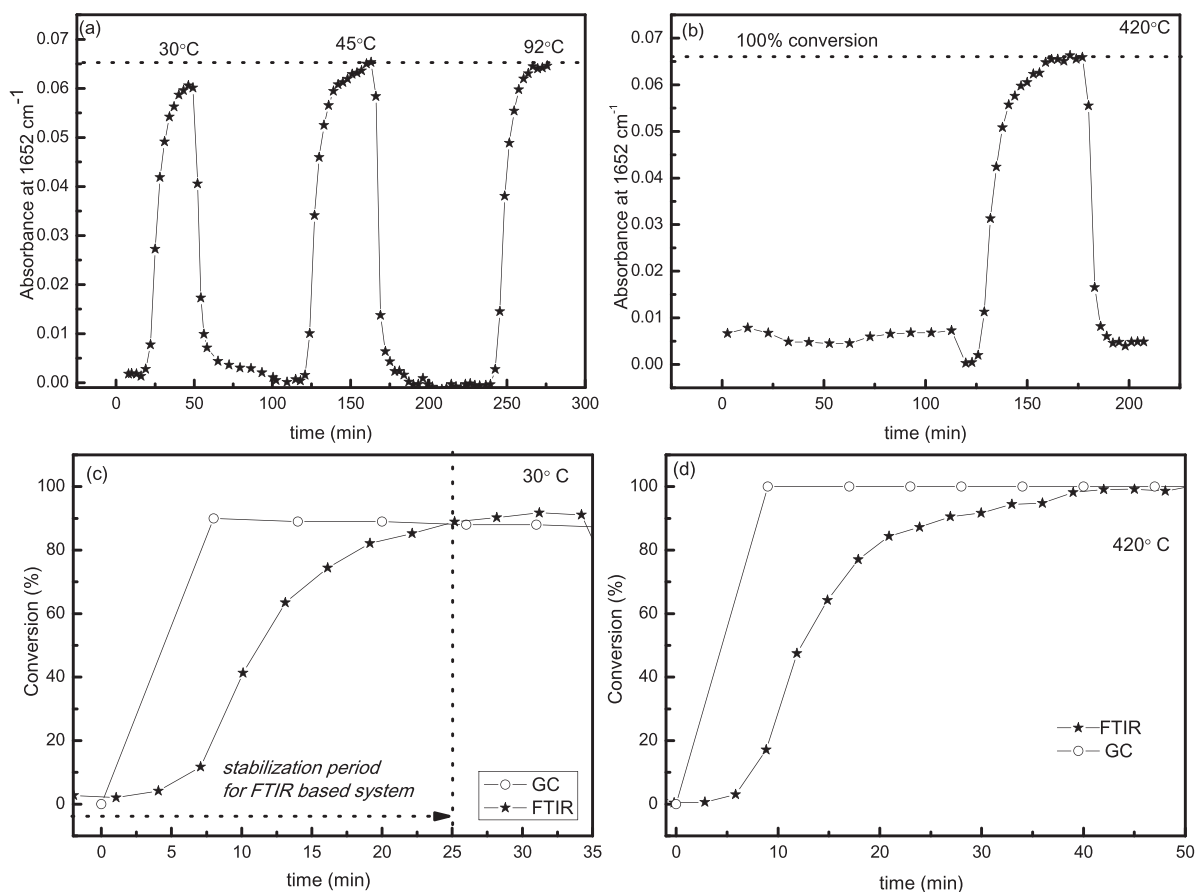 (a)
30°C
45°C
92°C
0.07
0.06
0.05
0.04
0.03
0.02
0.01
0.00
Absorbance at 1652 cm⁻¹
0 50 100 150 200 250 300
time (min)
(b)
420°C
100% conversion
0.07
0.06
0.05
0.04
0.03
0.02
0.01
0.00
Absorbance at 1652 cm⁻¹
0 50 100 150 200
time (min)
(c)
30° C
100
80
60
40
20
0
Conversion (%)
stabilization period
for FTIR based system
GC
FTIR
0 5 10 15 20 25 30 35
time (min)
(d)
420° C
100
80
60
40
20
0
Conversion (%)
FTIR
GC
0 10 20 30 40 50
time (min)